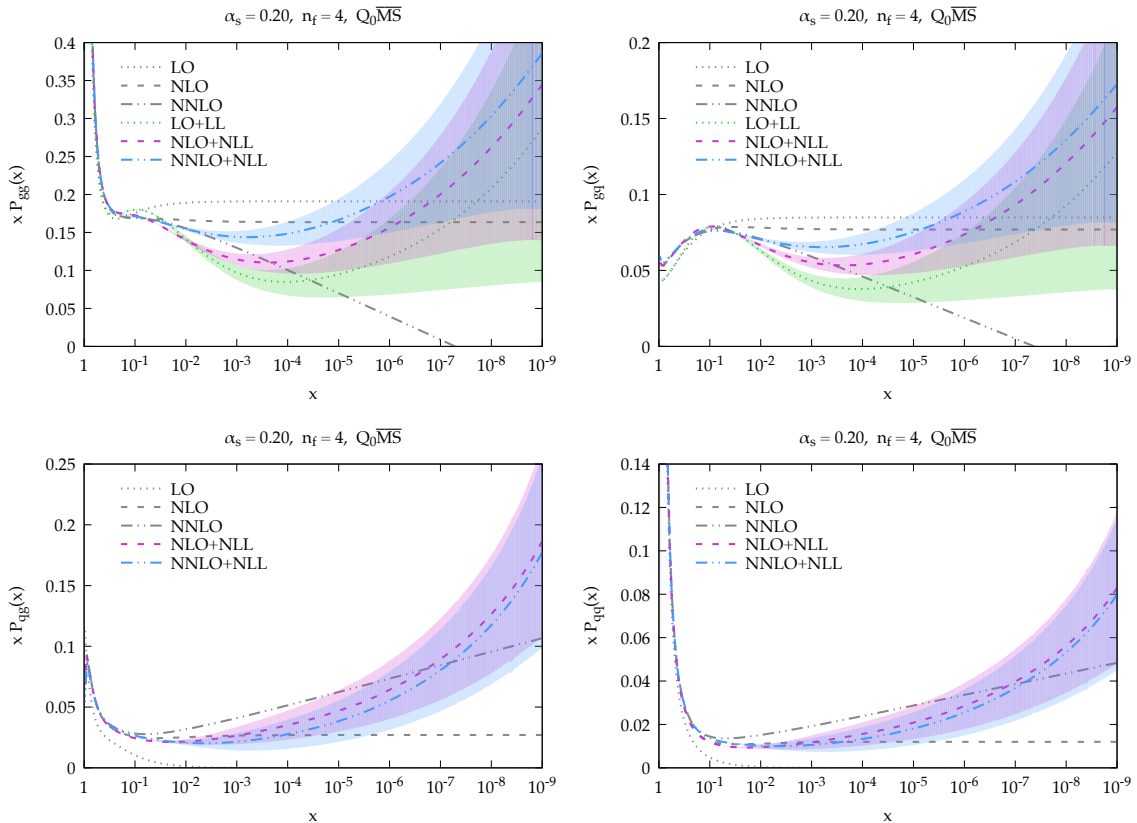 αs = 0.20, nf = 4, Q0M̅S̅
0.4
0.35
0.3
0.25
0.2
0.15
0.1
0.05
0
x Pgg(x)
LO
NLO
NNLO
LO+LL
NLO+NLL
NNLO+NLL
1 10-1 10-2 10-3 10-4 10-5 10-6 10-7 10-8 10-9
x
αs = 0.20, nf = 4, Q0M̅S̅
0.2
0.15
0.1
0.05
0
x Pgq(x)
LO
NLO
NNLO
LO+LL
NLO+NLL
NNLO+NLL
1 10-1 10-2 10-3 10-4 10-5 10-6 10-7 10-8 10-9
x
αs = 0.20, nf = 4, Q0M̅S̅
0.25
0.2
0.15
0.1
0.05
0
x Pqg(x)
LO
NLO
NNLO
NLO+NLL
NNLO+NLL
1 10-1 10-2 10-3 10-4 10-5 10-6 10-7 10-8 10-9
x
αs = 0.20, nf = 4, Q0M̅S̅
0.14
0.12
0.1
0.08
0.06
0.04
0.02
0
x Pqq(x)
LO
NLO
NNLO
NLO+NLL
NNLO+NLL
1 10-1 10-2 10-3 10-4 10-5 10-6 10-7 10-8 10-9
x